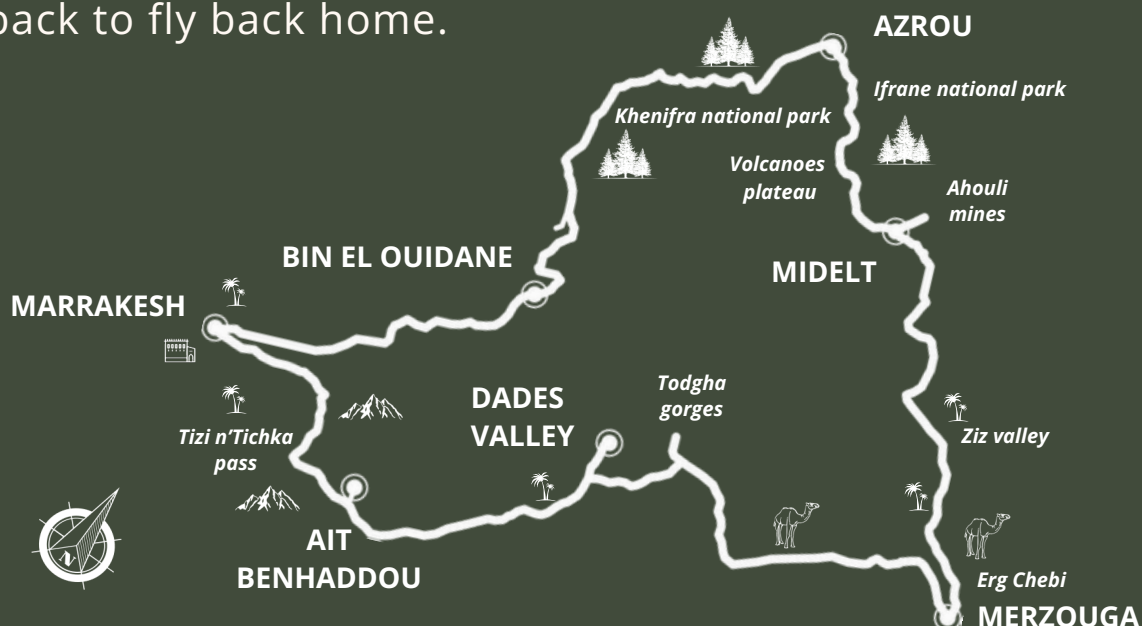 back to fly back home.
AZROU
Ifrane national park
Khenifra national park
Volcanoes
plateau
Ahouli
mines
BIN EL OUIDANE
MIDELT
MARRAKESH
Todgha
gorges
DADES
VALLEY
Tizi n’Tichka
pass
Ziz valley
N
AIT
BENHADDOU
Erg Chebi
MERZOUGA